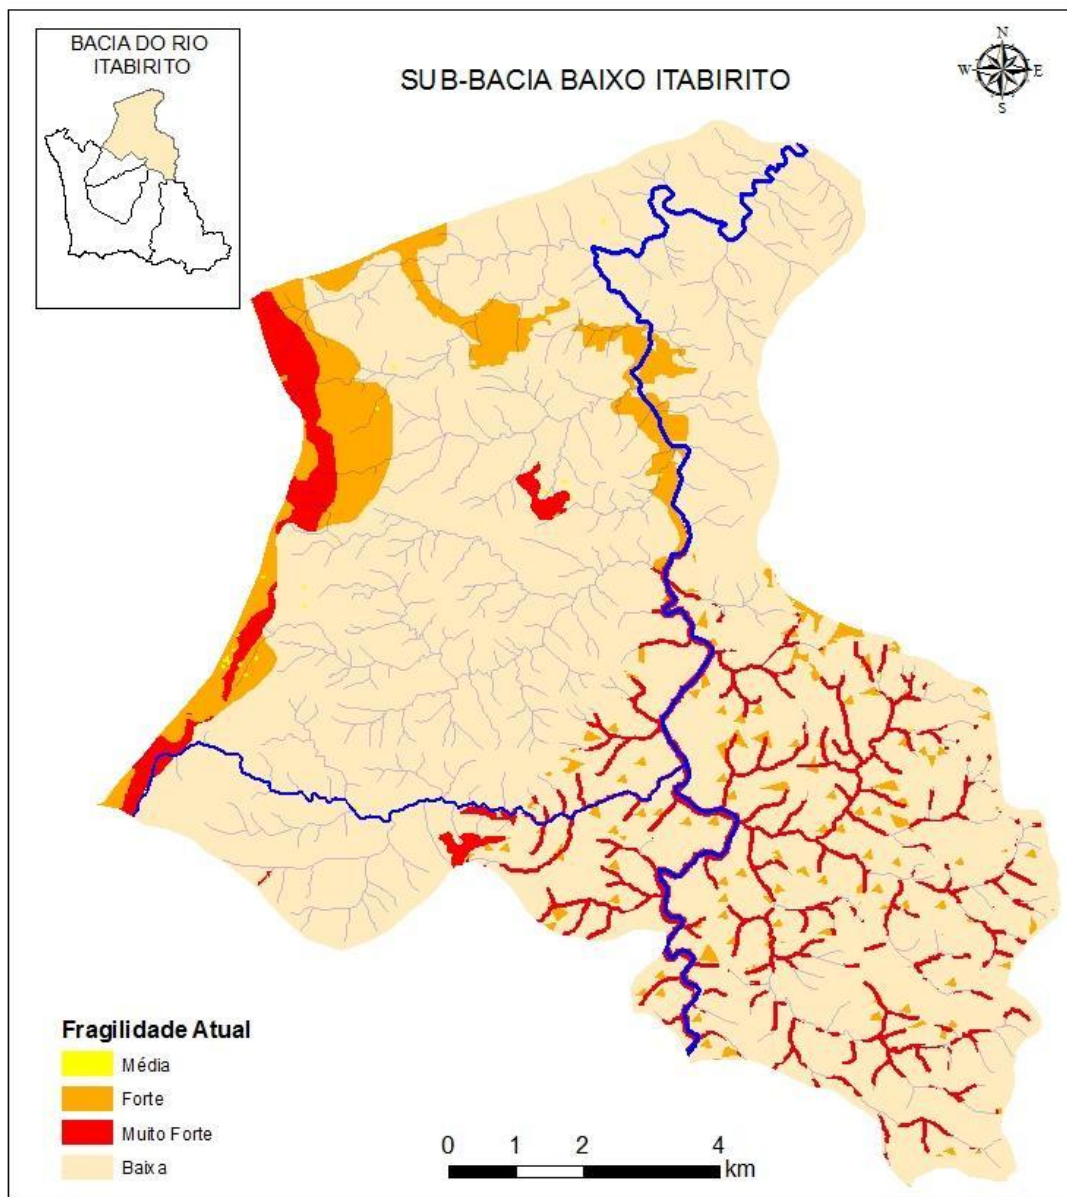 BACIA DO RIO
ITABIRITO
SUB-BACIA BAIXO ITABIRITO
N
W
E
S
Fragilidade Atual
Média
Forte
Muito Forte
Baixa
0 1 2 4
km